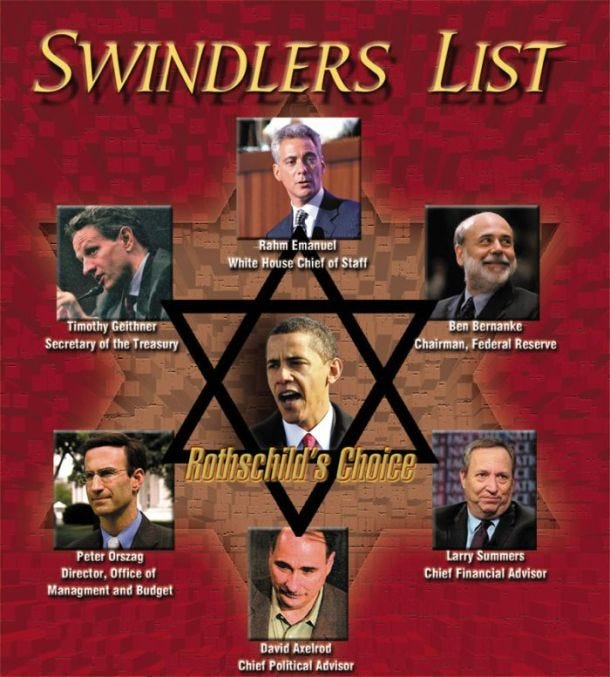 SWINDLERS LIST
Rahm Emanuel
White House Chief of Staff
Timothy Geithner
Secretary of the Treasury
Ben Bernanke
Chairman, Federal Reserve
Rothschild's Choice
Peter Orszag
Director, Office of
Managment and Budget
Larry Summers
Chief Financial Advisor
David Axelrod
Chief Political Advisor